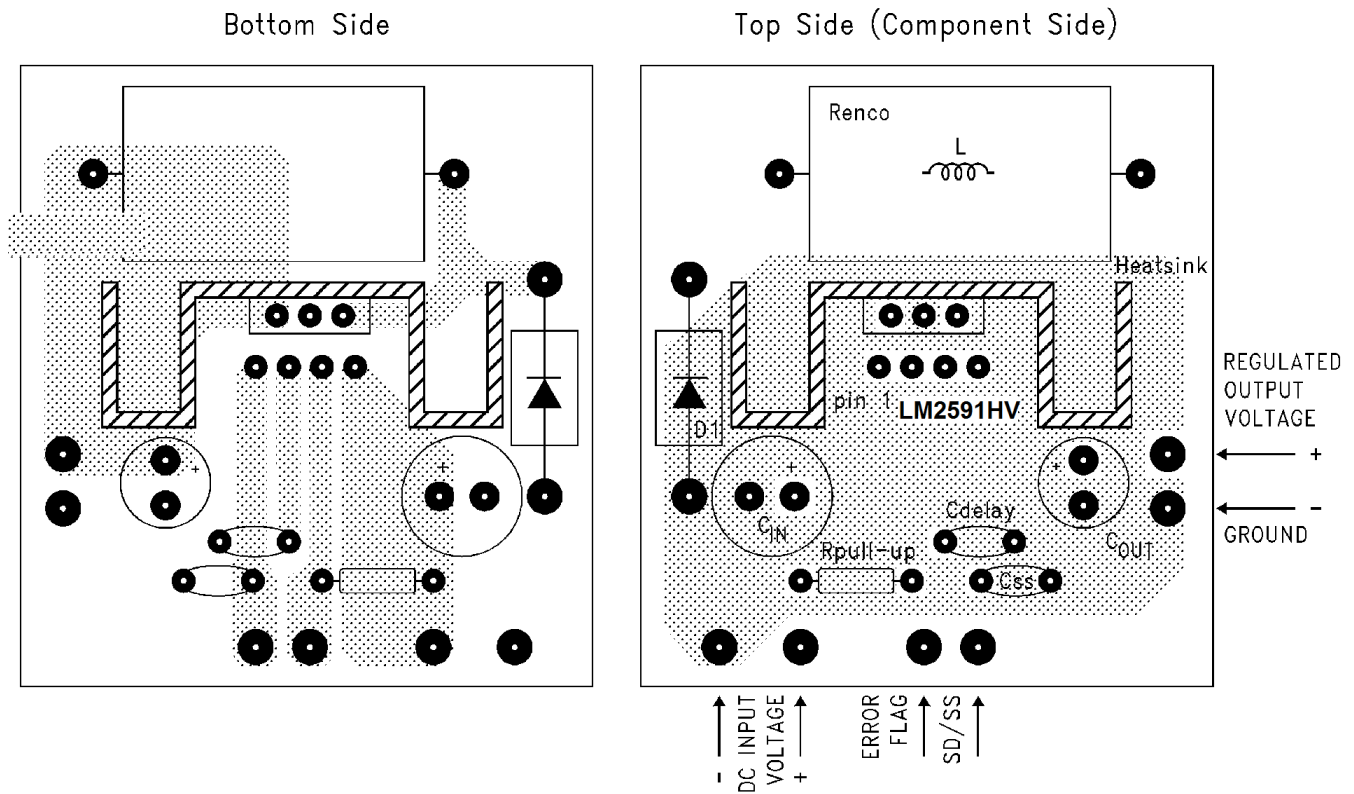 Bottom Side
Top Side (Component Side)
Renco
L
Heatsink
pin 1
LM2591HV
D1
+
+
+
+
CIN
Cdelay
COUT
Rpull-up
Css
REGULATED
OUTPUT
VOLTAGE
+
-
GROUND
-
DC INPUT
VOLTAGE
+
ERROR
FLAG
SD/SS